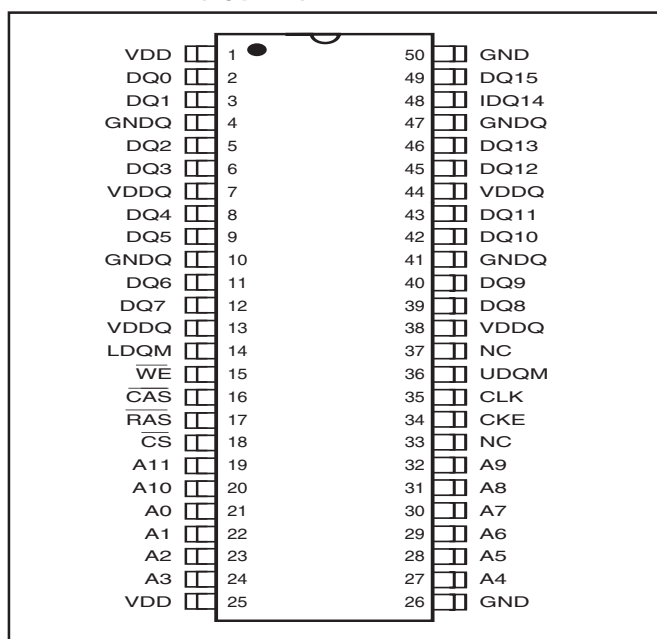 VDD 1 50 GND
DQ0 2 49 DQ15
DQ1 3 48 IDQ14
GNDQ 4 47 GNDQ
DQ2 5 46 DQ13
DQ3 6 45 DQ12
VDDQ 7 44 VDDQ
DQ4 8 43 DQ11
DQ5 9 42 DQ10
GNDQ 10 41 GNDQ
DQ6 11 40 DQ9
DQ7 12 39 DQ8
VDDQ 13 38 VDDQ
LDQM 14 37 NC
W̅E̅ 15 36 UDQM
C̅A̅S̅ 16 35 CLK
R̅A̅S̅ 17 34 CKE
C̅S̅ 18 33 NC
A11 19 32 A9
A10 20 31 A8
A0 21 30 A7
A1 22 29 A6
A2 23 28 A5
A3 24 27 A4
VDD 25 26 GND